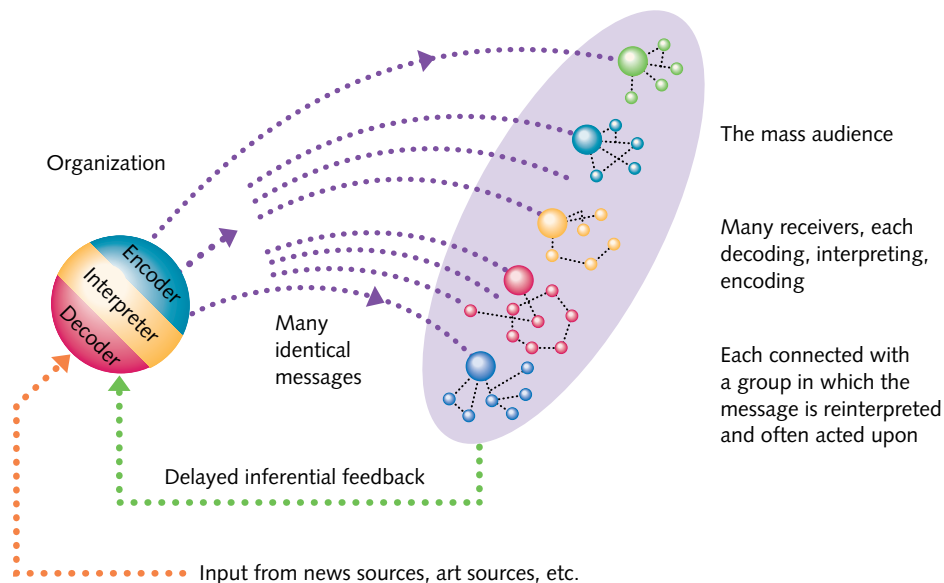 The mass audience
Organization
Encoder
Interpreter
Decoder
Many receivers, each
decoding, interpreting,
encoding
Many
identical
messages
Each connected with
a group in which the
message is reinterpreted
and often acted upon
Delayed inferential feedback
Input from news sources, art sources, etc.